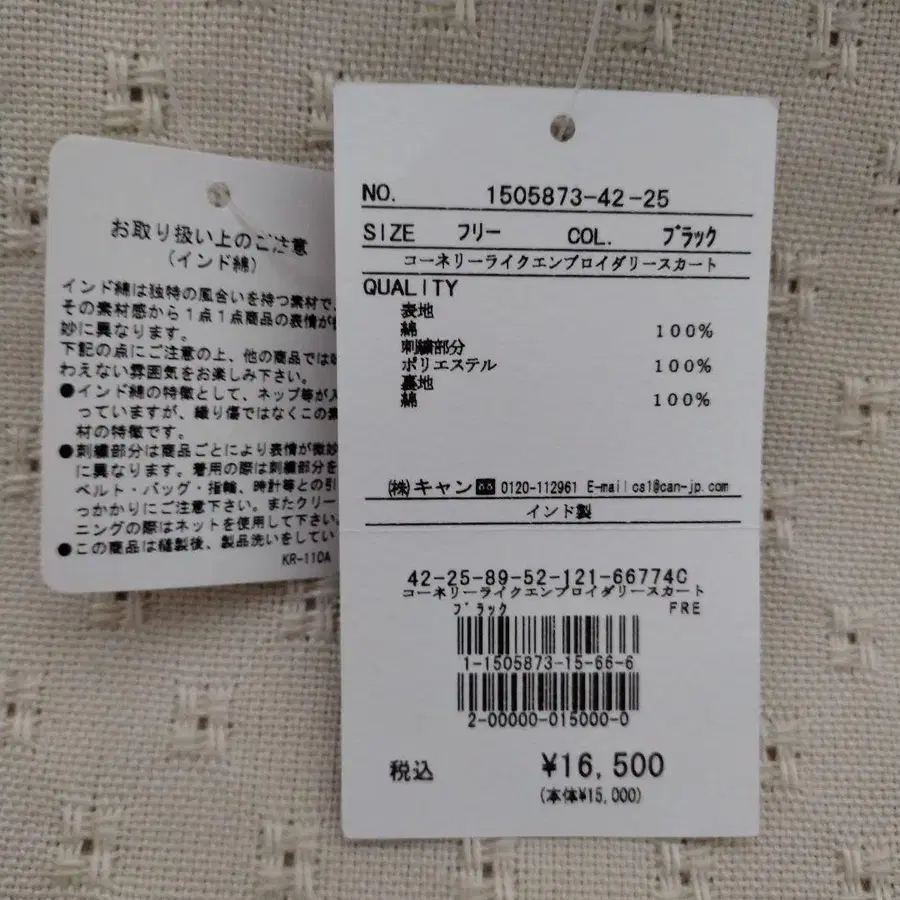 お取り扱い上のご注意
(インド綿)
インド綿は独特の風合いを持つ素材で、
その素材感から1点1点商品の表情が
妙に異なります。
下記の点にご注意の上、他の商品では
わえない雰囲気をお楽しみ下さい。
●インド綿の特徴として、ネップ等が
っていますが、織り傷ではなくこの
材の特徴です。
●刺繍部分は商品ごとにより表情が微妙
に異なります。着用の際は刺繍部分を
ベルト・バッグ・指輪、時計等との引
っかかりにご注意下さい。またクリー
ニングの際はネットを使用して下さい。
●この商品は縫製後、製品洗いをしてい
KR-110A
NO. 1505873-42-25
SIZE フリー COL. ブラック
コーネリーライクエンブロイダリースカート
QUALITY
表地
綿 100%
刺繍部分
ポリエステル 100%
裏地
綿 100%
(株)キャン 0120-112961 E-mail cs1@can-jp.com
インド製
42-25-89-52-121-66774C
コーネリーライクエンブロイダリースカート
ブラック FRE
1-1505873-15-66-6
2-00000-015000-0
税込 ¥16,500
(本体¥15,000)